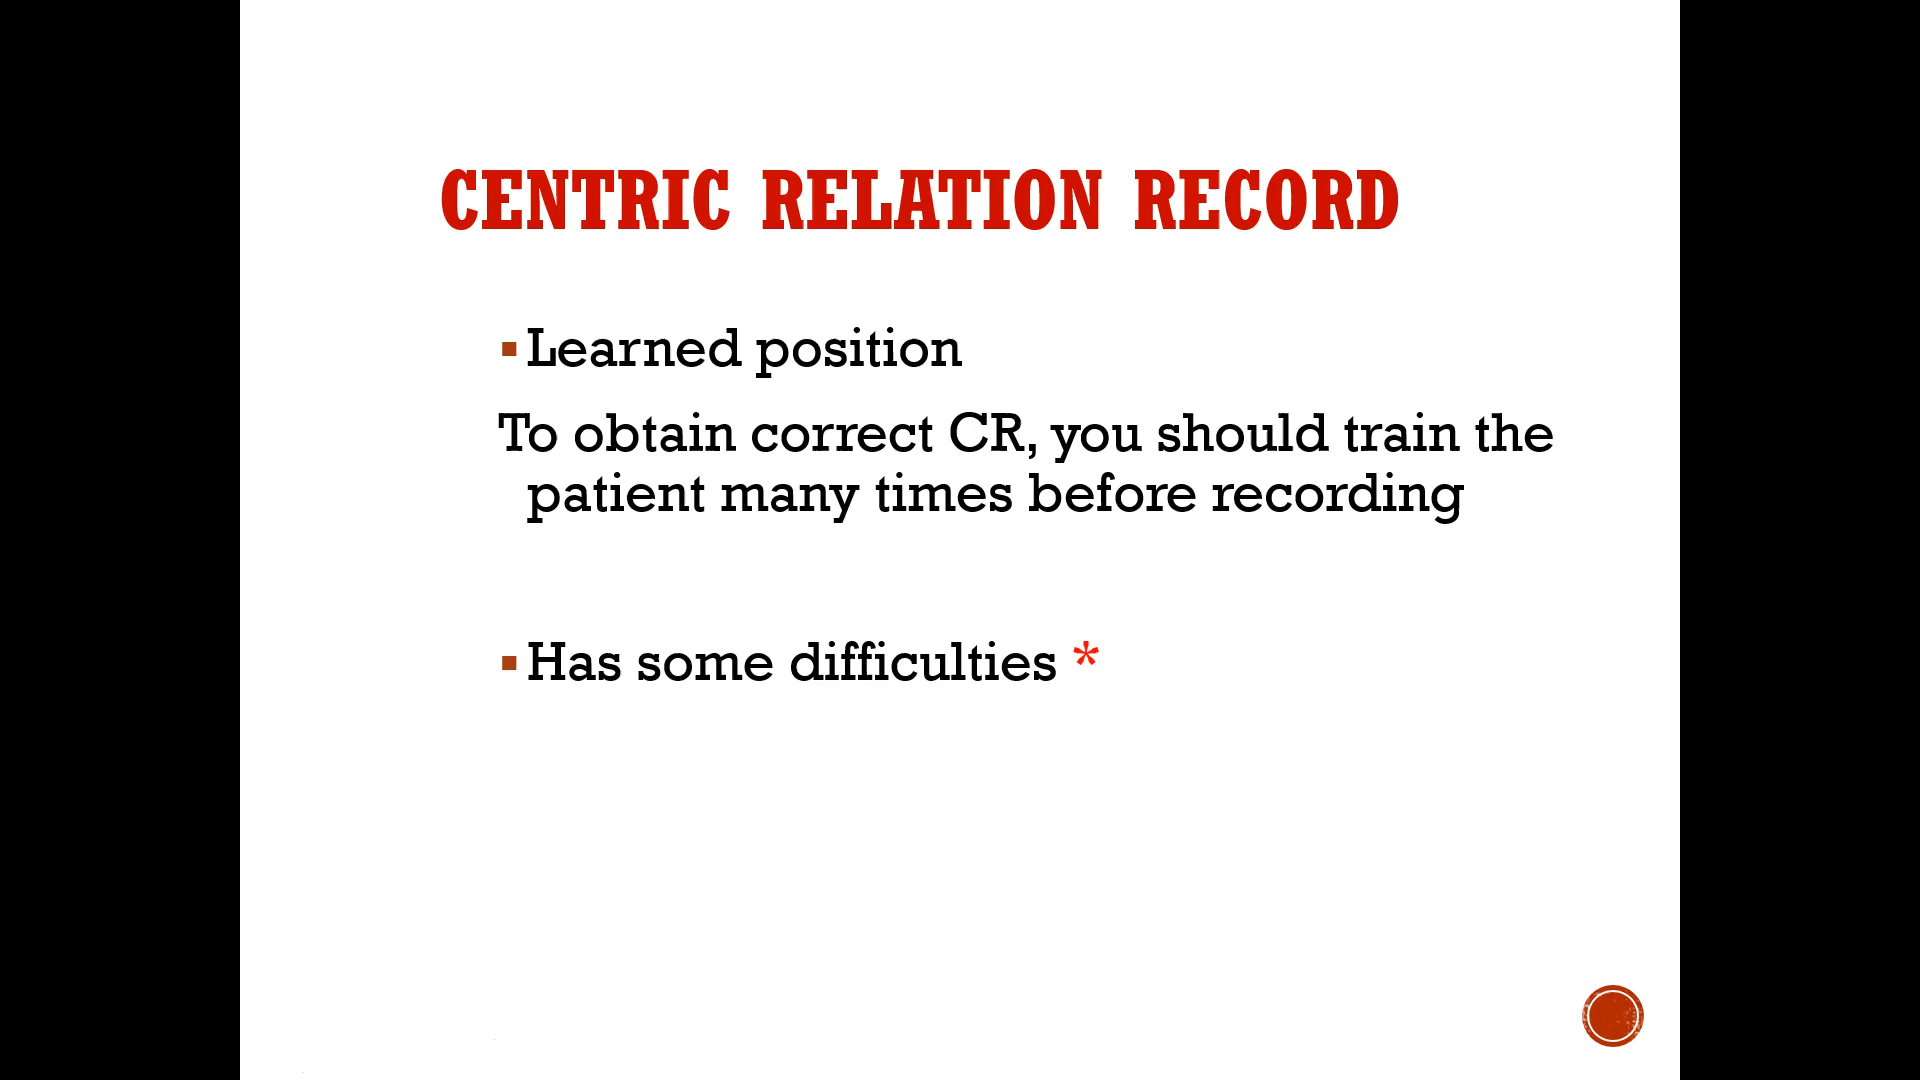 CENTRIC RELATION RECORD
▪Learned position
To obtain correct CR, you should train the
patient many times before recording
▪Has some difficulties *